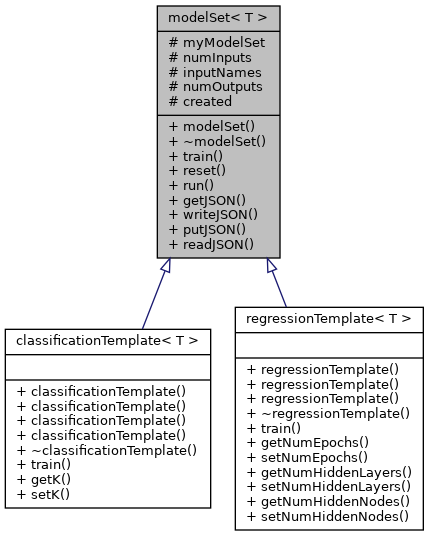 modelSet< T >
# myModelSet
# numInputs
# inputNames
# numOutputs
# created
+ modelSet()
+ ~modelSet()
+ train()
+ reset()
+ run()
+ getJSON()
+ writeJSON()
+ putJSON()
+ readJSON()
classificationTemplate< T >
+ classificationTemplate()
+ classificationTemplate()
+ classificationTemplate()
+ classificationTemplate()
+ ~classificationTemplate()
+ train()
+ getK()
+ setK()
regressionTemplate< T >
+ regressionTemplate()
+ regressionTemplate()
+ regressionTemplate()
+ ~regressionTemplate()
+ train()
+ getNumEpochs()
+ setNumEpochs()
+ getNumHiddenLayers()
+ setNumHiddenLayers()
+ getNumHiddenNodes()
+ setNumHiddenNodes()